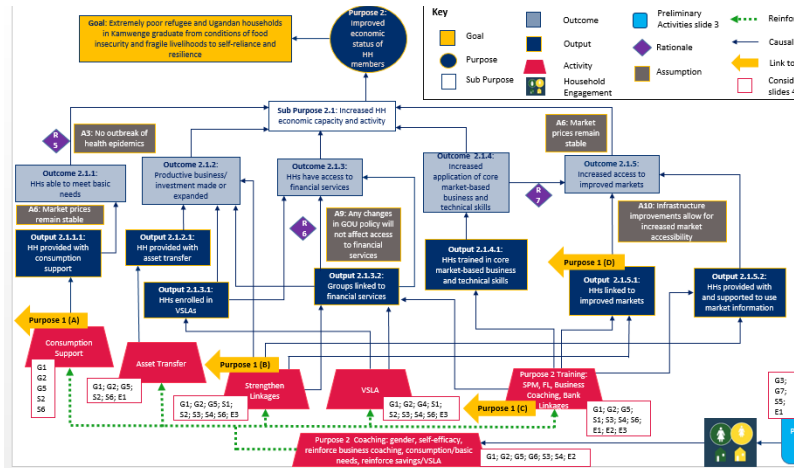 Goal: Extremely poor refugee and Ugandan households
in Kamwenge graduate from conditions of food
insecurity and fragile livelihoods to self-reliance and
resilience
Purpose 2:
Improved
economic
status of
HH
members
Key
Goal
Purpose
Sub Purpose
Outcome
Output
Activity
Household
Engagement
Preliminary
Activities slide 3
Rationale
Assumption
Reinfor
Causal
Link to
Consid
slides 4
Sub Purpose 2.1: Increased HH
economic capacity and activity
R
5
A3: No outbreak of
health epidemics
A6: Market
prices remain
stable
Outcome 2.1.1:
HHs able to meet basic
needs
Outcome 2.1.2:
Productive business/
investment made or
expanded
Outcome 2.1.3:
HHs have access to
financial services
Outcome 2.1.4:
Increased
application of core
market-based
business and
technical skills
Outcome 2.1.5:
Increased access to
improved markets
R
7
A6: Market prices
remain stable
R
6
A9: Any changes
in GOU policy will
not affect access
to financial
services
A10: Infrastructure
improvements allow for
increased market
accessibility
Output 2.1.1.1:
HH provided with
consumption
support
Output 2.1.2.1:
HH provided with
asset transfer
Output 2.1.3.1:
HHs enrolled in
VSLAs
Output 2.1.3.2:
Groups linked to
financial services
Output 2.1.4.1:
HHs trained in core
market-based business
and technical skills
Purpose 1 (D)
Output 2.1.5.1:
HHs linked to
improved markets
Output 2.1.5.2:
HHs provided with
and supported to use
market information
Purpose 1 (A)
Consumption
Support
G1
G2
G5
S2
S6
Asset Transfer
G1; G2; G5;
S2; S6; E1
Purpose 1 (B)
Strengthen
Linkages
G1; G2; G5; S1;
S2; S3; S4; S6; E3
VSLA
G1; G2; G4; S1;
S2; S3; S4; S6; E3
Purpose 1 (C)
Purpose 2 Training:
SPM, FL, Business
Coaching, Bank
Linkages
G1; G2; G5;
S1; S3; S4; S6;
E1; E2; E3
G3;
G7;
S5;
E1
Purpose 2 Coaching: gender, self-efficacy,
reinforce business coaching, consumption/basic
needs, reinforce savings/VSLA
G1; G2; G5; G6; S3; S4; E2
P